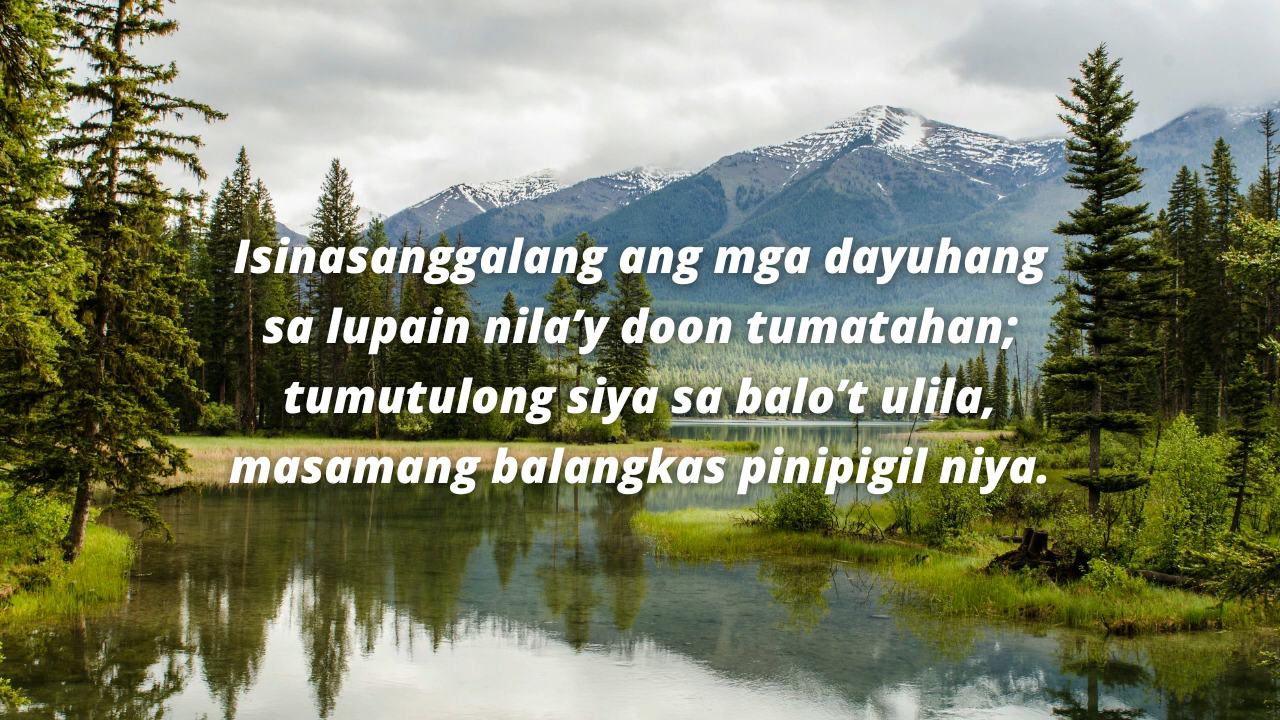 Isinasanggalang ang mga dayuhang
sa lupain nila’y doon tumatahan;
tumutulong siya sa balo’t ulila,
masamang balangkas pinipigil niya.